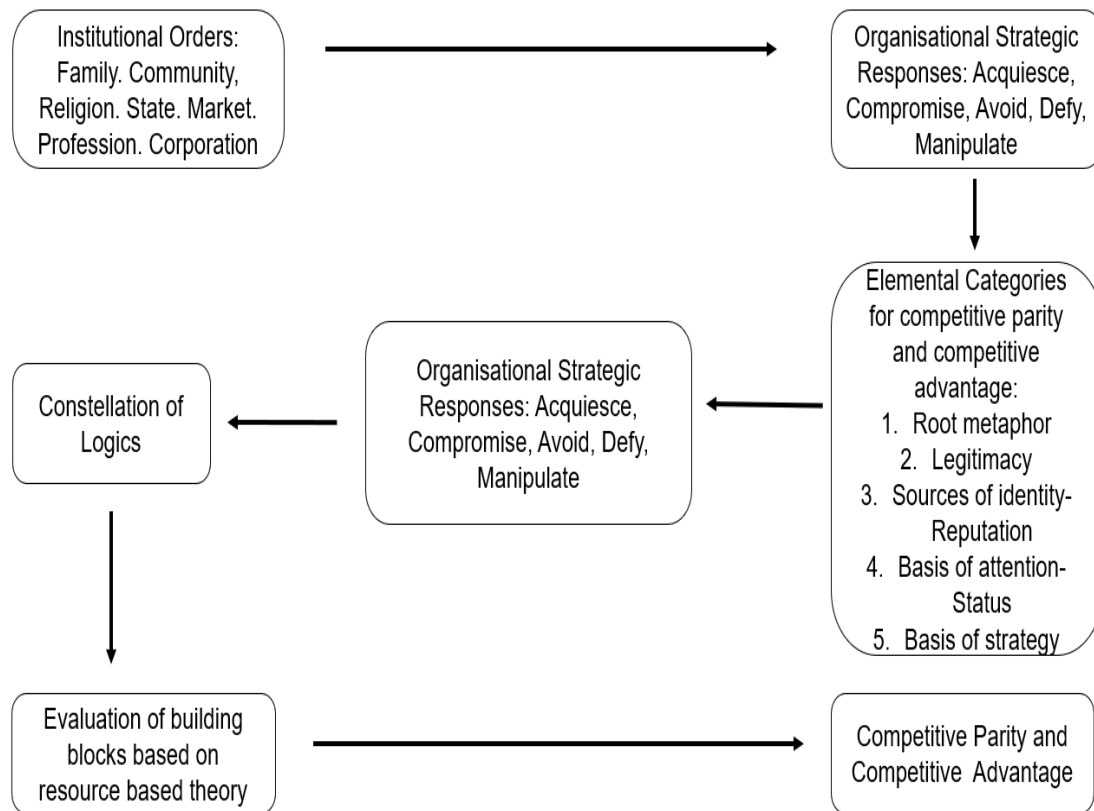 Institutional Orders:
Family. Community,
Religion. State. Market.
Profession. Corporation
Organisational Strategic
Responses: Acquiesce,
Compromise, Avoid, Defy,
Manipulate
Elemental Categories
for competitive parity
and competitive
advantage:
1. Root metaphor
2. Legitimacy
3. Sources of identity-
Reputation
4. Basis of attention-
Status
5. Basis of strategy
Organisational Strategic
Responses: Acquiesce,
Compromise, Avoid, Defy,
Manipulate
Constellation of
Logics
Evaluation of building
blocks based on
resource based theory
Competitive Parity and
Competitive Advantage